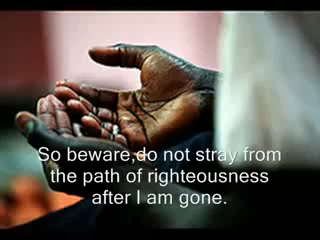 So beware,do not stray from
the path of righteousness
after I am gone.